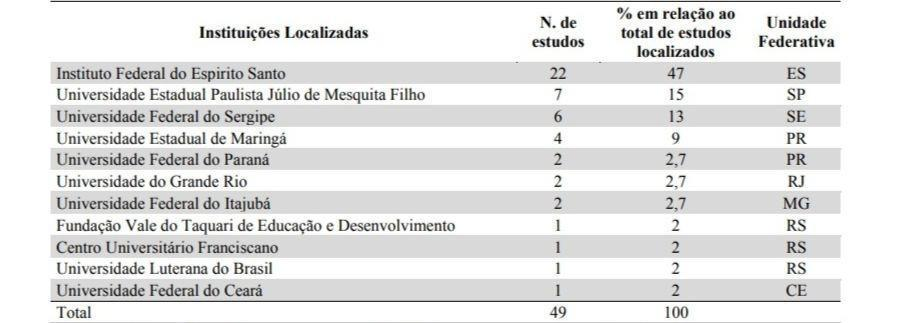 Instituições Localizadas N. de estudos % em relação ao total de estudos localizados Unidade Federativa
Instituto Federal do Espirito Santo 22 47 ES
Universidade Estadual Paulista Júlio de Mesquita Filho 7 15 SP
Universidade Federal do Sergipe 6 13 SE
Universidade Estadual de Maringá 4 9 PR
Universidade Federal do Paraná 2 2,7 PR
Universidade do Grande Rio 2 2,7 RJ
Universidade Federal do Itajubá 2 2,7 MG
Fundação Vale do Taquari de Educação e Desenvolvimento 1 2 RS
Centro Universitário Franciscano 1 2 RS
Universidade Luterana do Brasil 1 2 RS
Universidade Federal do Ceará 1 2 CE
Total 49 100